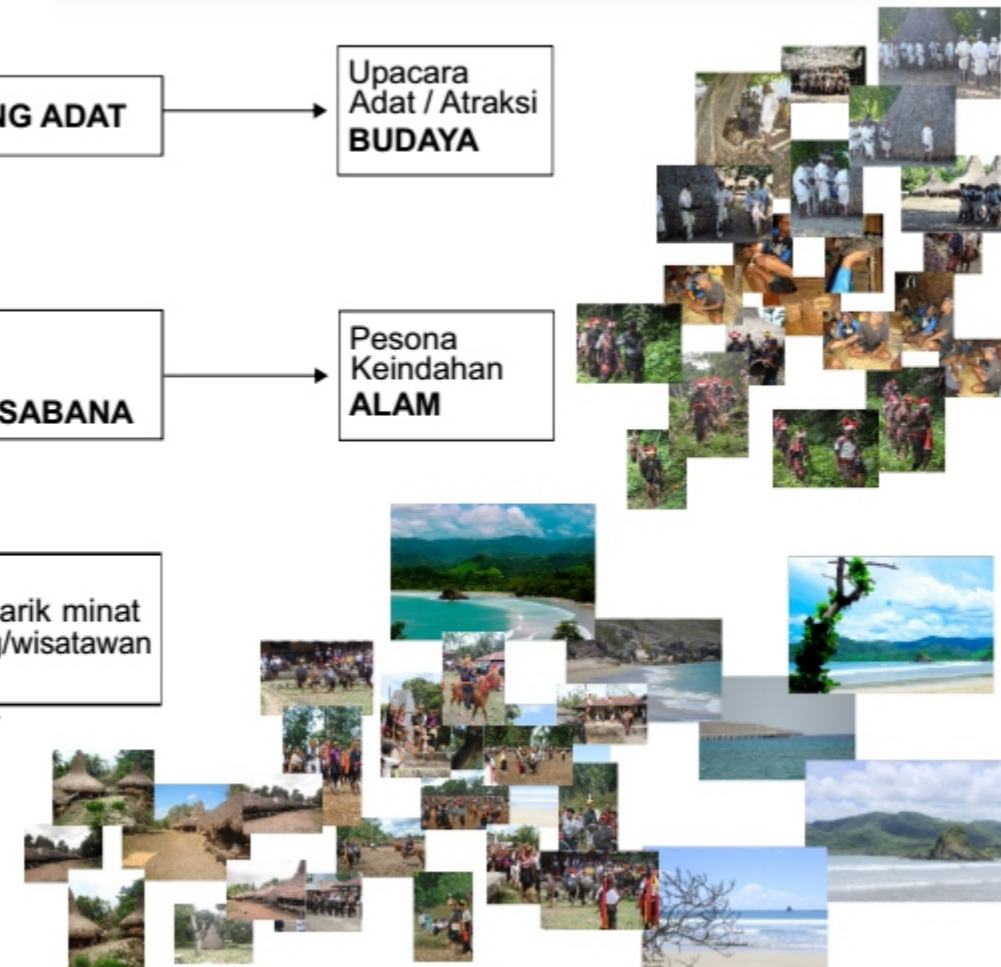 NG ADAT
Upacara
Adat / Atraksi
BUDAYA
SABANA
Pesona
Keindahan
ALAM
arik minat
/wisatawan